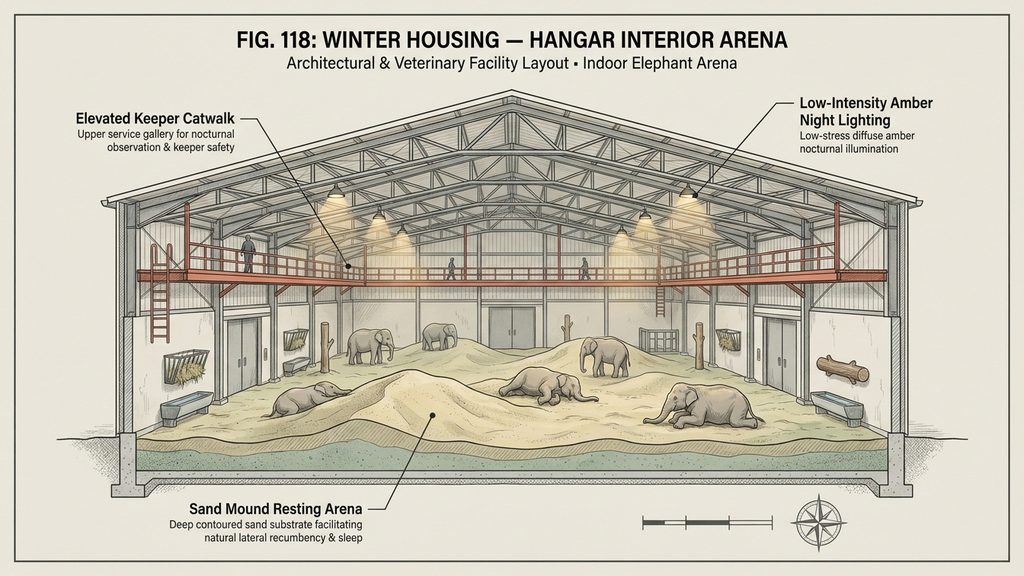 FIG. 118: WINTER HOUSING — HANGAR INTERIOR ARENA
Architectural & Veterinary Facility Layout • Indoor Elephant Arena
Elevated Keeper Catwalk
Upper service gallery for nocturnal
observation & keeper safety
Low-Intensity Amber
Night Lighting
Low-stress diffuse amber
nocturnal illumination
Sand Mound Resting Arena
Deep contoured sand substrate facilitating
natural lateral recumbency & sleep